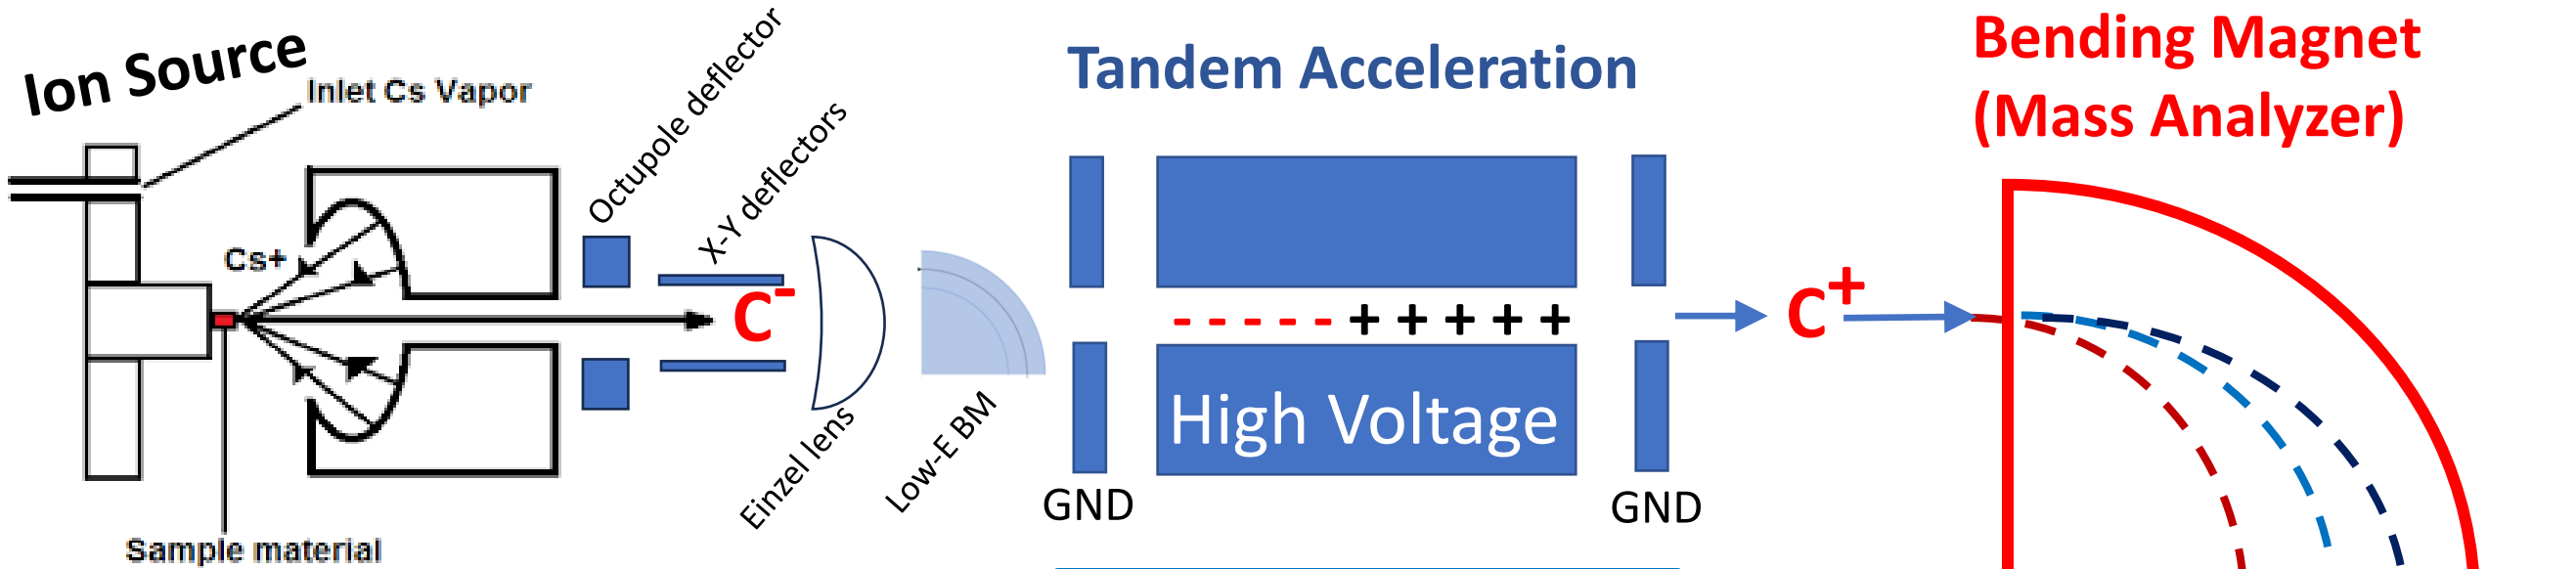 Ion Source
Inlet Cs Vapor
Cs+
Sample material
Octupole deflector
X-Y deflectors
C-
Einzel lens
Low-E BM
Tandem Acceleration
- - - - - + + + + +
High Voltage
GND
GND
C+
Bending Magnet
(Mass Analyzer)